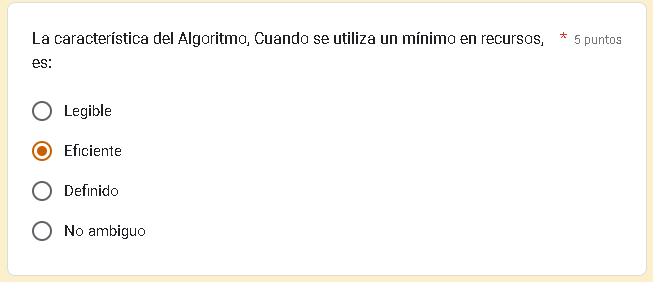 La característica del Algoritmo, Cuando se utiliza un mínimo en recursos, * 5 puntos
es:
Legible
Eficiente
Definido
No ambiguo